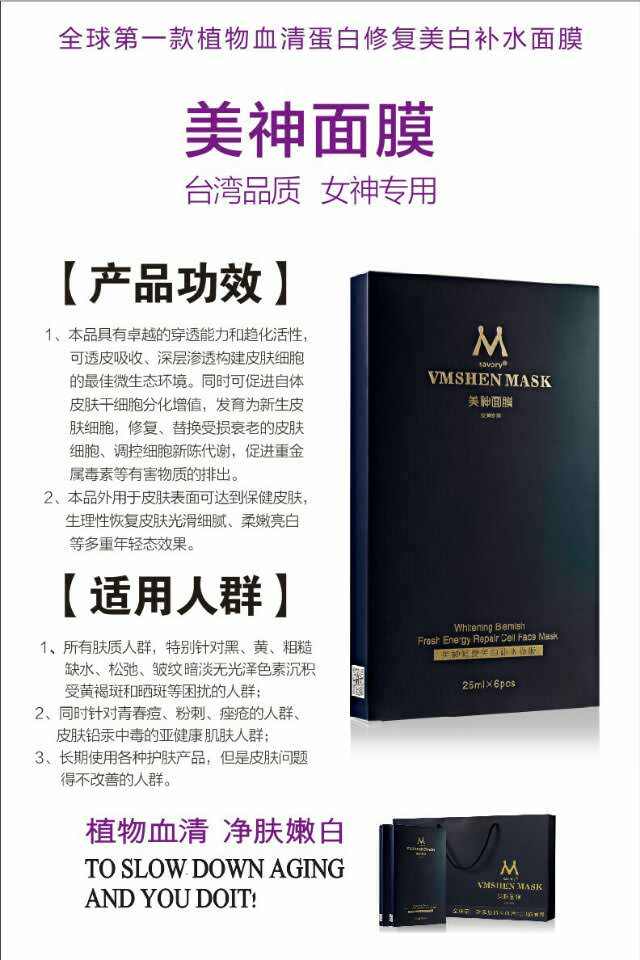 全球第一款植物血清蛋白修复美白补水面膜
美神面膜
台湾品质 女神专用
【产品功效】
1、本品具有卓越的穿透能力和趋化活性,
可透皮吸收、深层渗透构建皮肤细胞
的最佳微生态环境。同时可促进自体
皮肤干细胞分化增值，发育为新生皮
肤细胞，修复、替换受损衰老的皮肤
细胞、调控细胞新陈代谢，促进重金
属毒素等有害物质的排出。
2、本品外用于皮肤表面可达到保健皮肤,
生理性恢复皮肤光滑细腻、柔嫩亮白
等多重年轻态效果。
【适用人群】
1、所有肤质人群，特别针对黑、黄、粗糙
缺水、松弛、皱纹暗淡无光泽色素沉积
受黄褐斑和晒斑等困扰的人群；
2、同时针对青春痘、粉刺、痤疮的人群、
皮肤铅汞中毒的亚健康肌肤人群；
3、长期使用各种护肤产品，但是皮肤问题
得不改善的人群。
savory®
VMSHEN MASK
美神面膜
Whitening Blemish
Fresh Energy Repair Cell Face Mask
25ml×6pcs
植物血清 净肤嫩白
TO SLOW DOWN AGING
AND YOU DOIT!
savory
VMSHEN MASK
美神面膜